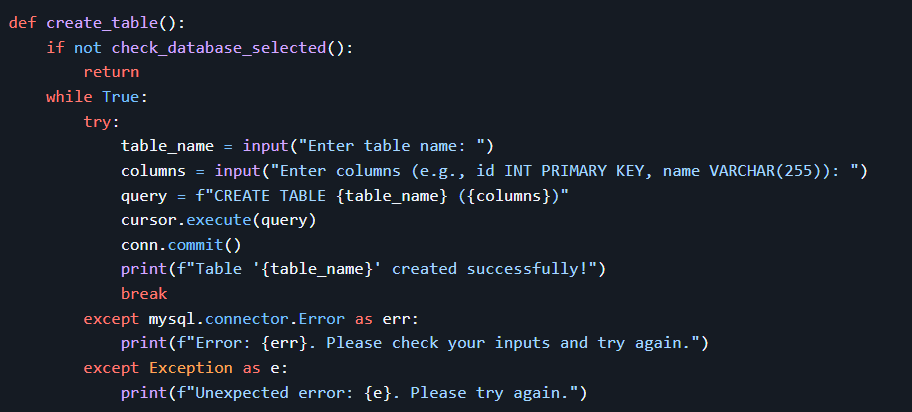 def create_table():
    if not check_database_selected():
        return
    while True:
        try:
            table_name = input("Enter table name: ")
            columns = input("Enter columns (e.g., id INT PRIMARY KEY, name VARCHAR(255)): ")
            query = f"CREATE TABLE {table_name} ({columns})"
            cursor.execute(query)
            conn.commit()
            print(f"Table '{table_name}' created successfully!")
            break
        except mysql.connector.Error as err:
            print(f"Error: {err}. Please check your inputs and try again.")
        except Exception as e:
            print(f"Unexpected error: {e}. Please try again.")